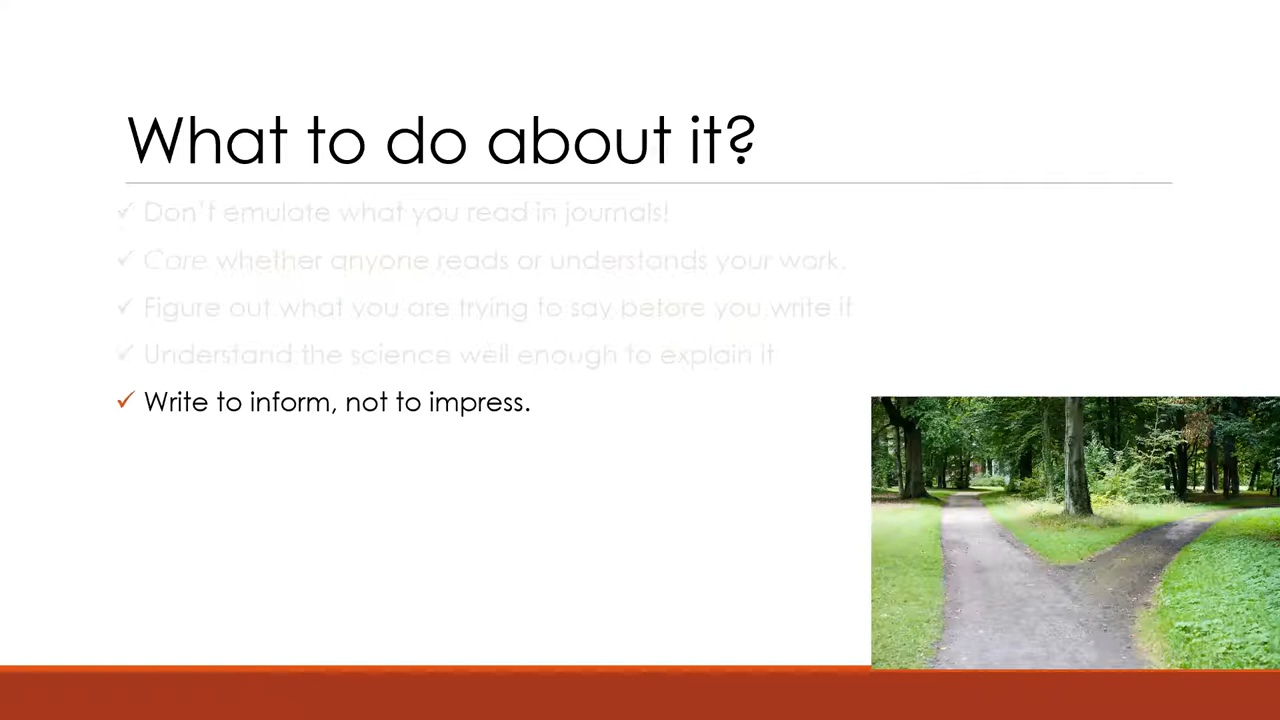 What to do about it?
✓ Don't emulate what you read in journals!
✓ Care whether anyone reads or understands your work.
✓ Figure out what you are trying to say before you write it
✓ Understand the science well enough to explain it
✓ Write to inform, not to impress.